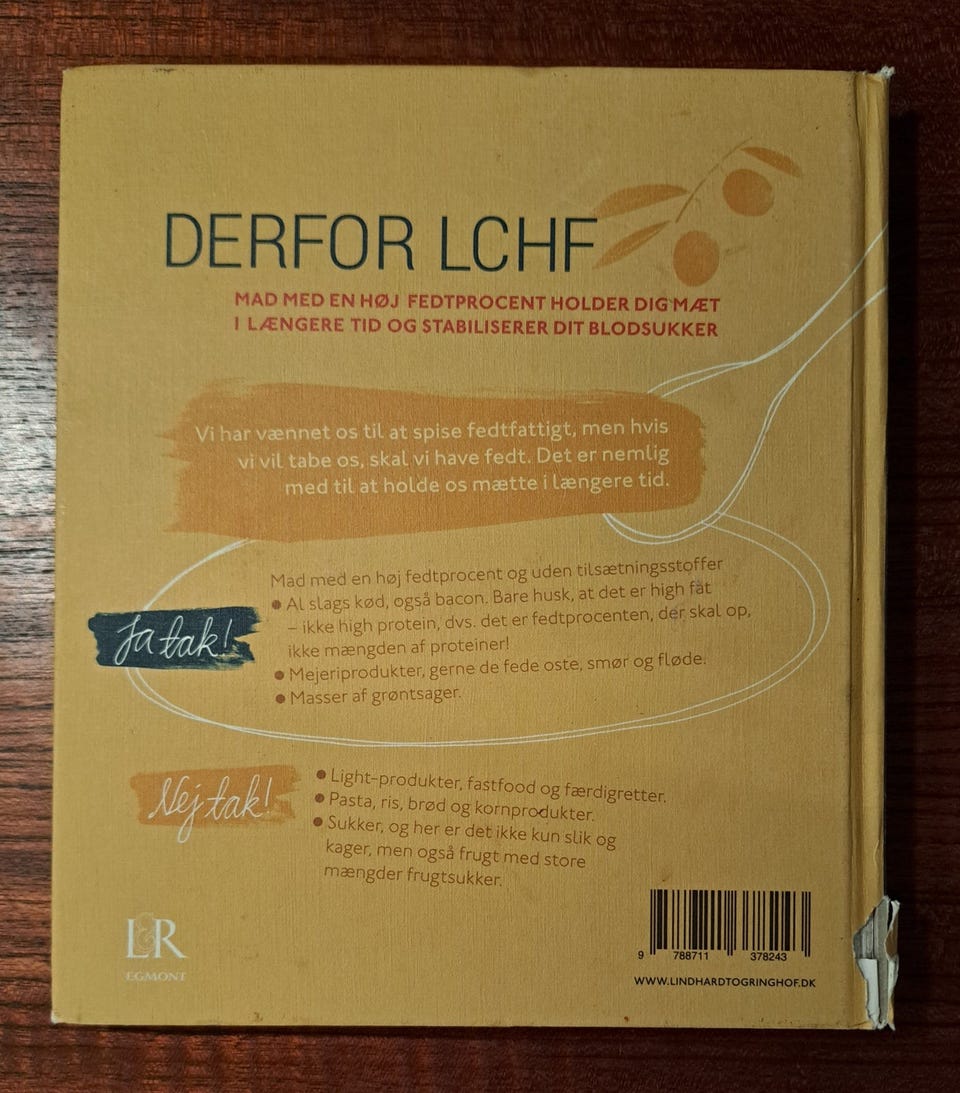 DERFOR LCHF
MAD MED EN HØJ FEDTPROCENT HOLDER DIG MÆT
I LÆNGERE TID OG STABILISERER DIT BLODSUKKER
Vi har vænnet os til at spise fedtfattigt, men hvis
vi vil tabe os, skal vi have fedt. Det er nemlig
med til at holde os mætte i længere tid.
Ja tak!
Mad med en høj fedtprocent og uden tilsætningsstoffer
● Al slags kød, også bacon. Bare husk, at det er high fat
– ikke high protein, dvs. det er fedtprocenten, der skal op,
ikke mængden af proteiner!
● Mejeriprodukter, gerne de fede oste, smør og fløde.
● Masser af grøntsager.
Nej tak!
● Light-produkter, fastfood og færdigretter.
● Pasta, ris, brød og kornprodukter.
● Sukker, og her er det ikke kun slik og
kager, men også frugt med store
mængder frugtsukker.
L&R
EGMONT
9 788711 378243
WWW.LINDHARDTOGRINGHOF.DK